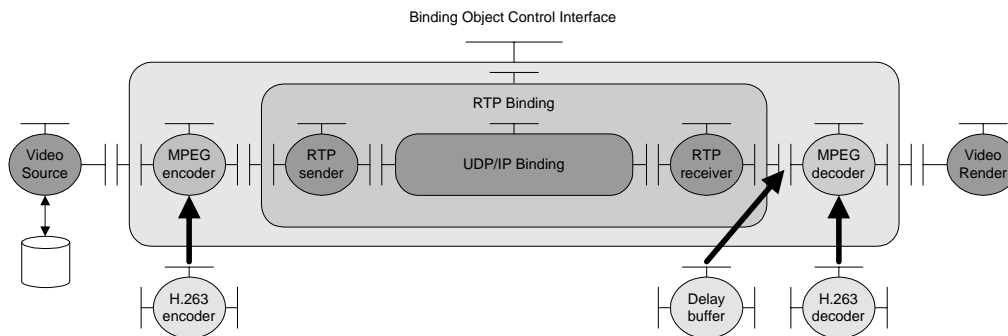 Binding Object Control Interface
RTP Binding
Video
Source
MPEG
encoder
RTP
sender
UDP/IP Binding
RTP
receiver
MPEG
decoder
Video
Render
H.263
encoder
Delay
buffer
H.263
decoder